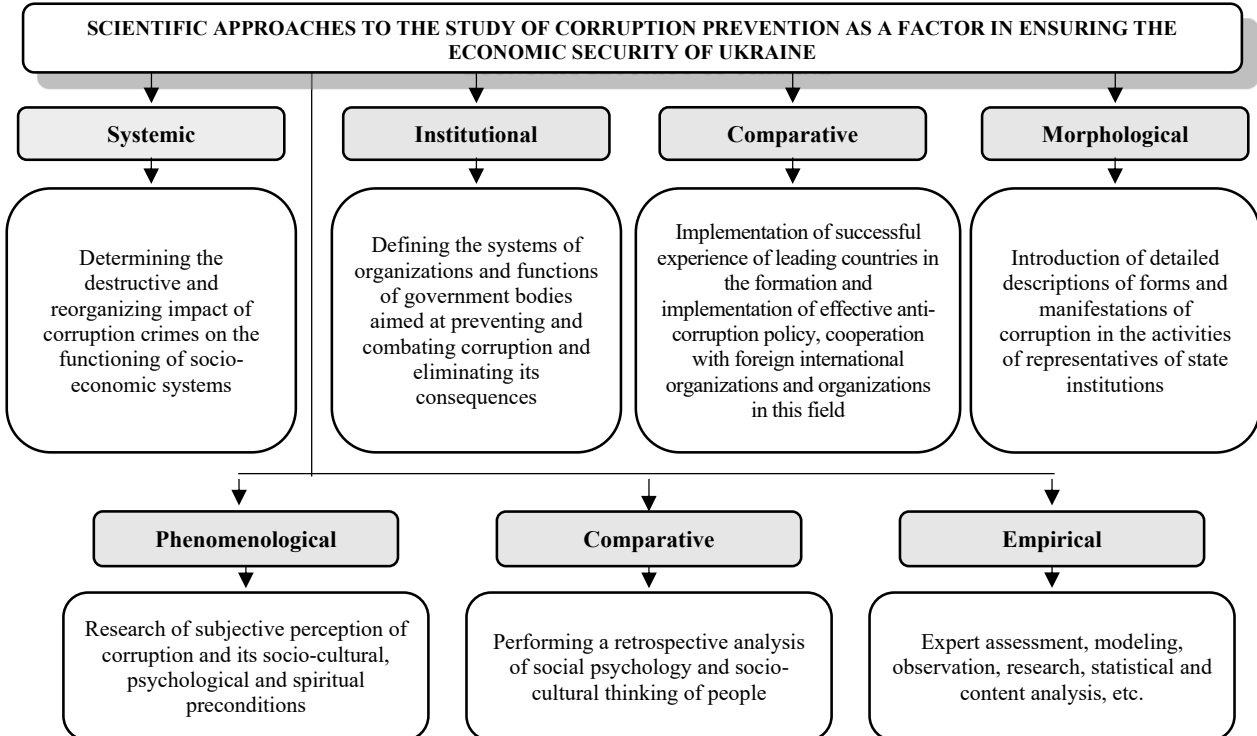 SCIENTIFIC APPROACHES TO THE STUDY OF CORRUPTION PREVENTION AS A FACTOR IN ENSURING THE
ECONOMIC SECURITY OF UKRAINE
Systemic
Institutional
Comparative
Morphological
Determining the
destructive and
reorganizing impact of
corruption crimes on the
functioning of socio-
economic systems
Defining the systems of
organizations and functions
of government bodies
aimed at preventing and
combating corruption and
eliminating its
consequences
Implementation of successful
experience of leading countries in
the formation and
implementation of effective anti-
corruption policy, cooperation
with foreign international
organizations and organizations
in this field
Introduction of detailed
descriptions of forms and
manifestations of
corruption in the activities
of representatives of state
institutions
Phenomenological
Comparative
Empirical
Research of subjective perception of
corruption and its socio-cultural,
psychological and spiritual
preconditions
Performing a retrospective analysis
of social psychology and socio-
cultural thinking of people
Expert assessment, modeling,
observation, research, statistical and
content analysis, etc.